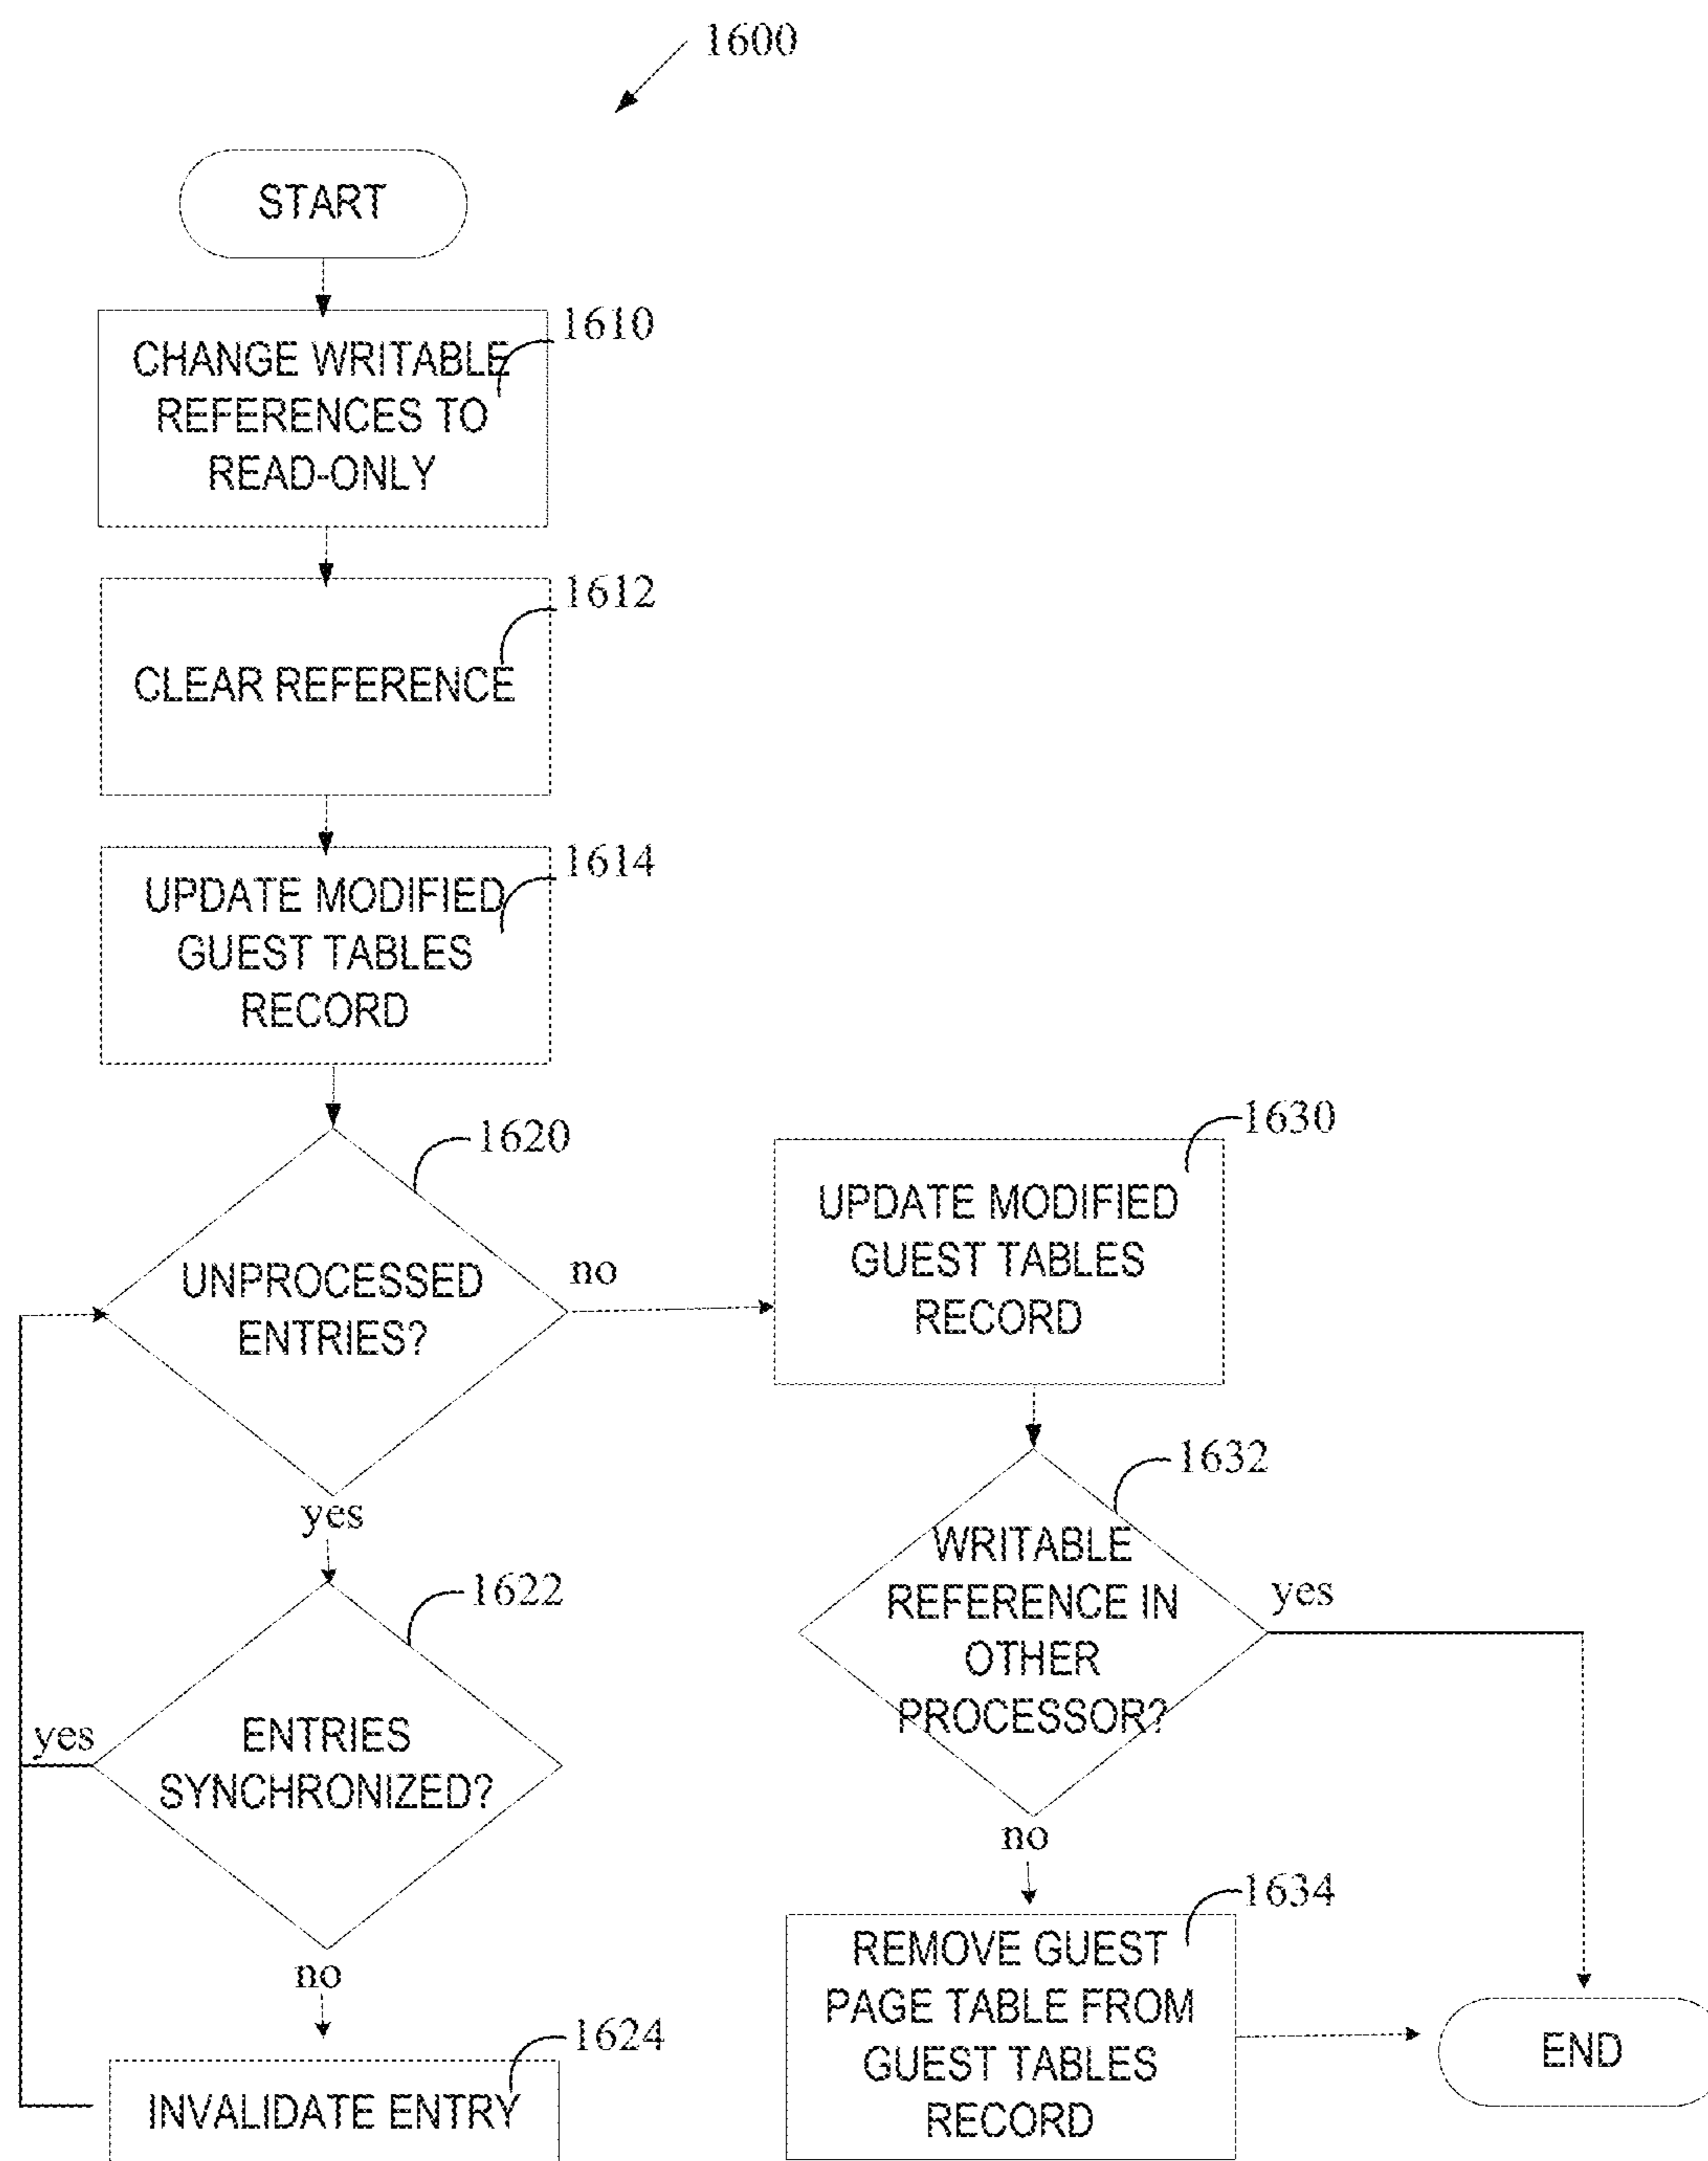 1600
START
1610
CHANGE WRITABLE
REFERENCES TO
READ-ONLY
1612
CLEAR REFERENCE
1614
UPDATE MODIFIED
GUEST TABLES
RECORD
1620
UNPROCESSED
ENTRIES?
no
yes
1622
ENTRIES
SYNCHRONIZED?
yes
no
1624
INVALIDATE ENTRY
1630
UPDATE MODIFIED
GUEST TABLES
RECORD
1632
WRITABLE
REFERENCE IN
OTHER
PROCESSOR?
yes
no
1634
REMOVE GUEST
PAGE TABLE FROM
GUEST TABLES
RECORD
END